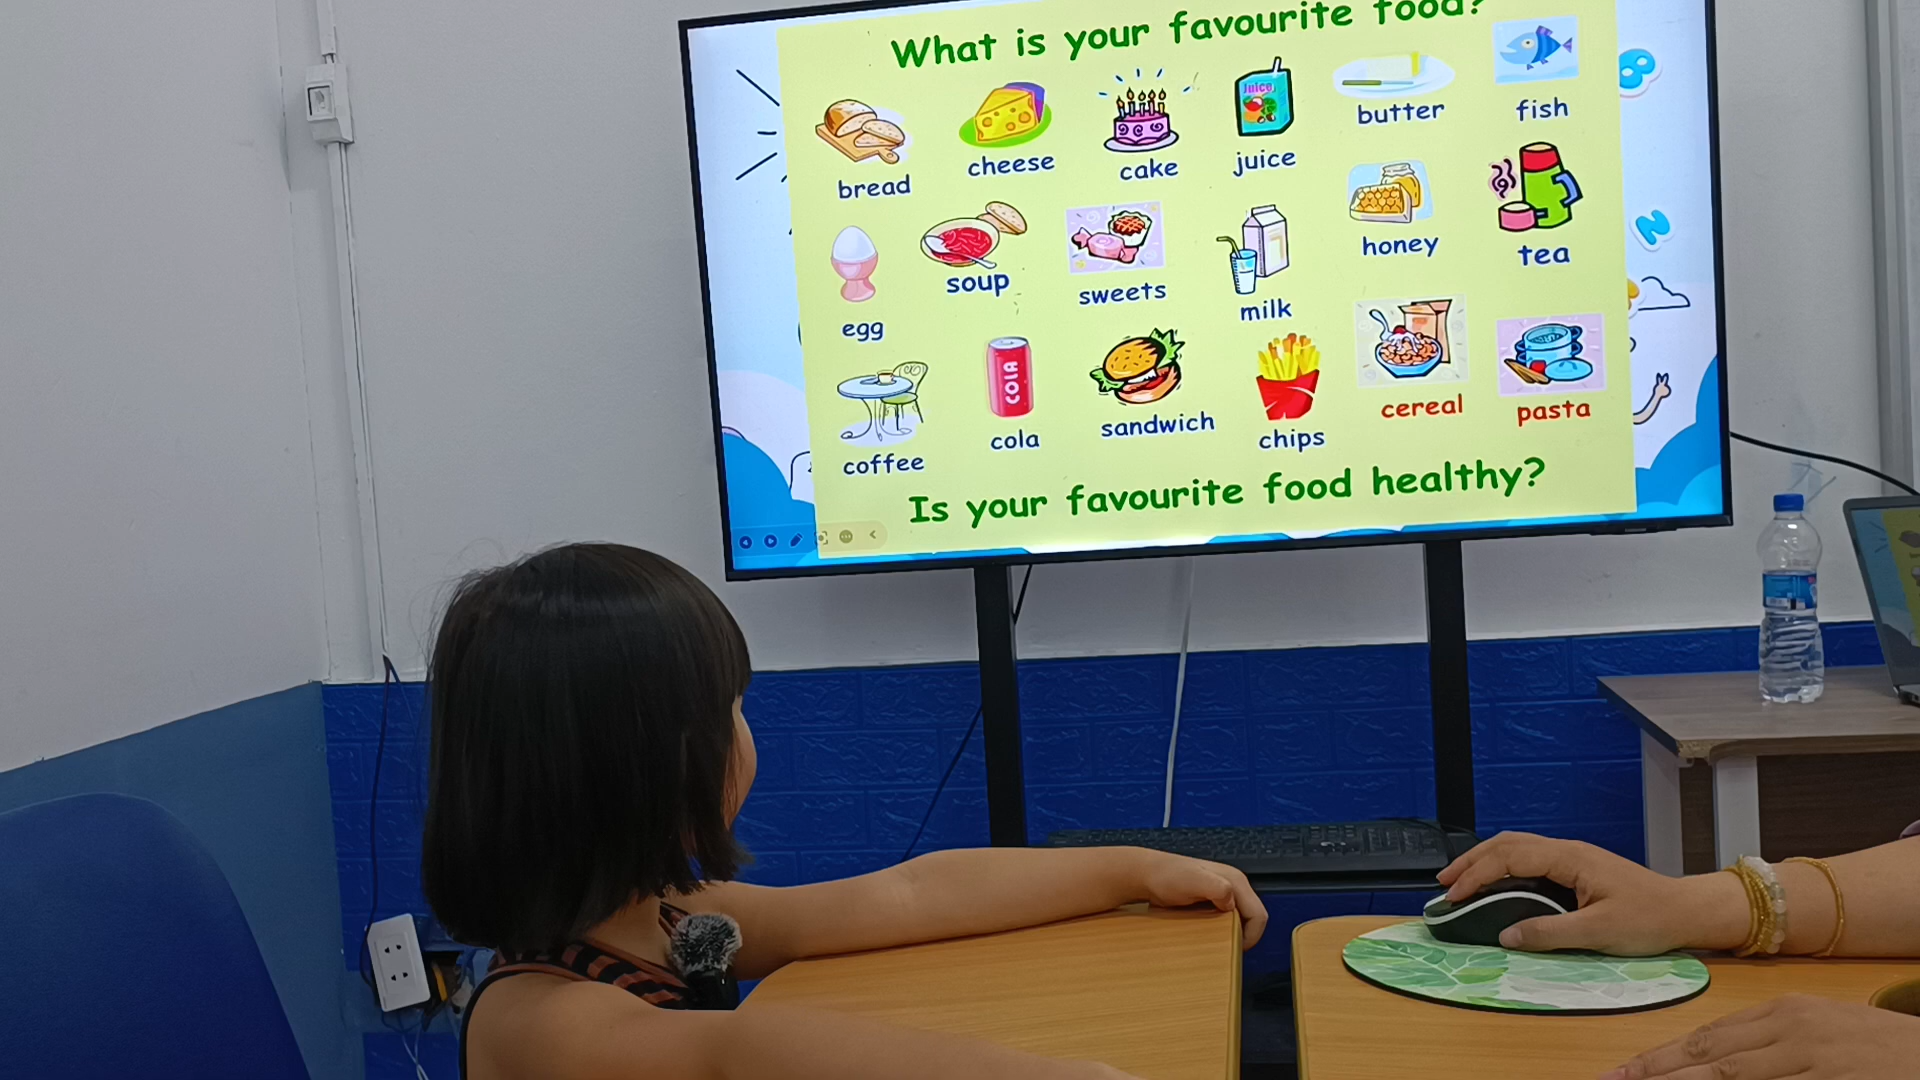 What is your favourite food?
bread
cheese
cake
juice
Juice
butter
fish
egg
soup
sweets
milk
honey
tea
coffee
cola
COLA
sandwich
chips
cereal
pasta
Is your favourite food healthy?